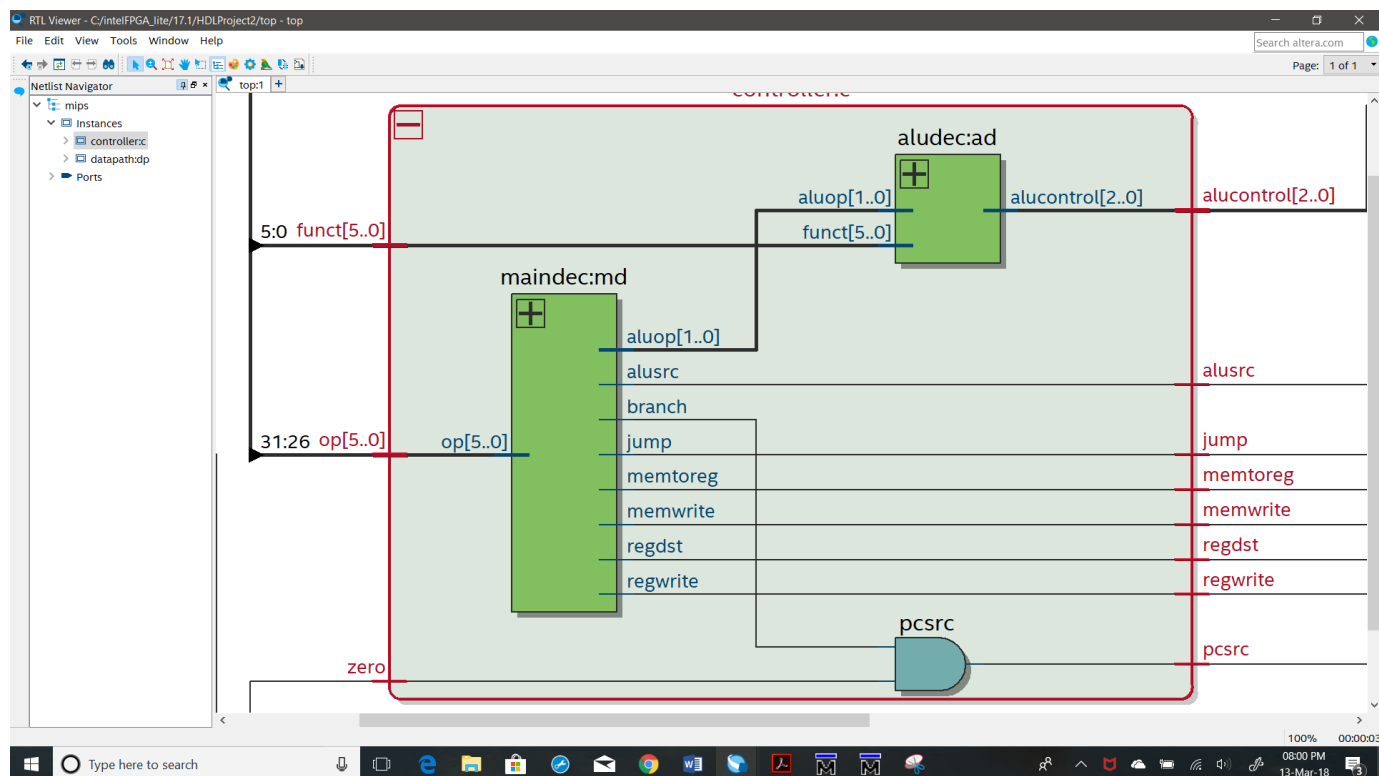 RTL Viewer - C:/intelFPGA_lite/17.1/HDLProject2/top - top
File Edit View Tools Window Help
Search altera.com
Page: 1 of 1
Netlist Navigator
top:1
mips
Instances
controller:c
datapath:dp
Ports
controller:c
aludec:ad
aluop[1..0]
alucontrol[2..0]
alucontrol[2..0]
5:0 funct[5..0]
funct[5..0]
maindec:md
aluop[1..0]
alusrc
alusrc
branch
31:26 op[5..0]
op[5..0]
jump
jump
memtoreg
memtoreg
memwrite
memwrite
regdst
regdst
regwrite
regwrite
pcsrc
pcsrc
zero
100% 00:00:03
Type here to search
08:00 PM
13-Mar-18
3